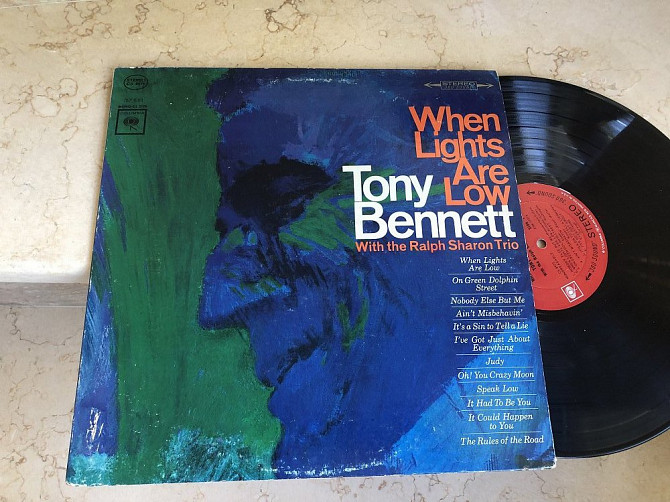 STEREO
When
Lights
Are
Low
Tony
Bennett
With the Ralph Sharon Trio
When Lights
Are Low
On Green Dolphin
Street
Nobody Else But Me
Ain't Misbehavin'
It's a Sin to Tell a Lie
I've Got Just About
Everything
Judy
Oh! You Crazy Moon
Speak Low
It Had To Be You
It Could Happen
to You
The Rules of the Road
STEREO